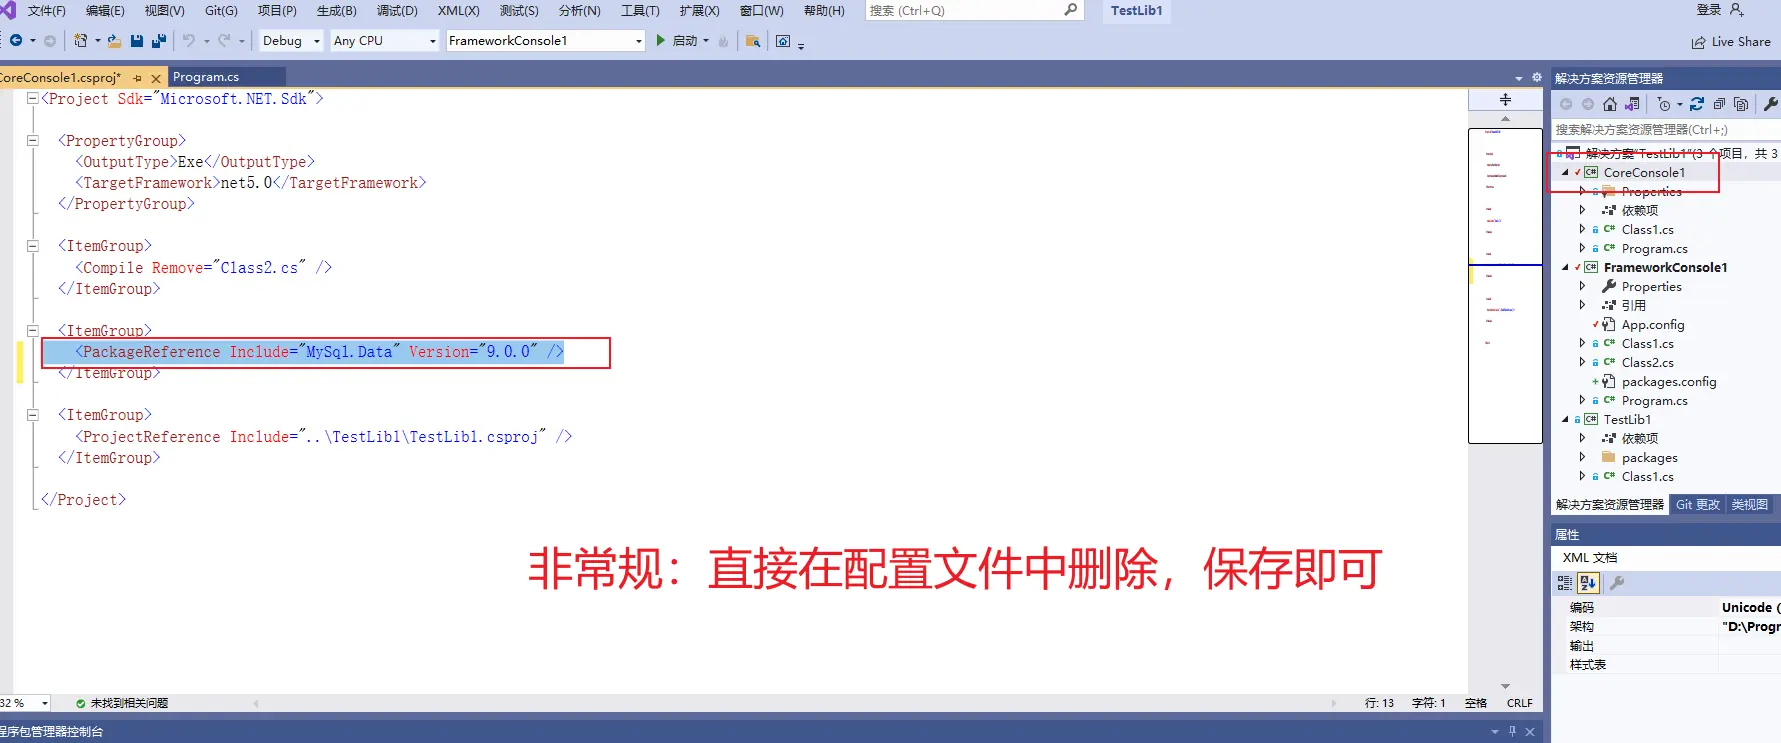 文件(F) 编辑(E) 视图(V) Git(G) 项目(P) 生成(B) 调试(D) XML(X) 测试(S) 分析(N) 工具(T) 扩展(X) 窗口(W) 帮助(H) 搜索 (Ctrl+Q) TestLib1 登录
Debug Any CPU FrameworkConsole1 启动 Live Share
CoreConsole1.csproj* Program.cs
<Project Sdk="Microsoft.NET.Sdk">
<PropertyGroup>
<OutputType>Exe</OutputType>
<TargetFramework>net5.0</TargetFramework>
</PropertyGroup>
<ItemGroup>
<Compile Remove="Class2.cs" />
</ItemGroup>
<ItemGroup>
<PackageReference Include="MySql.Data" Version="9.0.0" />
</ItemGroup>
<ItemGroup>
<ProjectReference Include="..\TestLib1\TestLib1.csproj" />
</ItemGroup>
</Project>
非常规：直接在配置文件中删除，保存即可
32 % 未找到相关问题 行: 13 字符: 1 空格 CRLF
程序包管理器控制台
解决方案资源管理器
搜索解决方案资源管理器(Ctrl+;)
解决方案"TestLib1"(3 个项目，共 3
CoreConsole1
Properties
依赖项
Class1.cs
Program.cs
FrameworkConsole1
Properties
引用
App.config
Class1.cs
Class2.cs
packages.config
Program.cs
TestLib1
依赖项
packages
Class1.cs
解决方案资源管理器 Git 更改 类视图
属性
XML 文档
编码 Unicode (
架构 "D:\Progr
输出
样式表